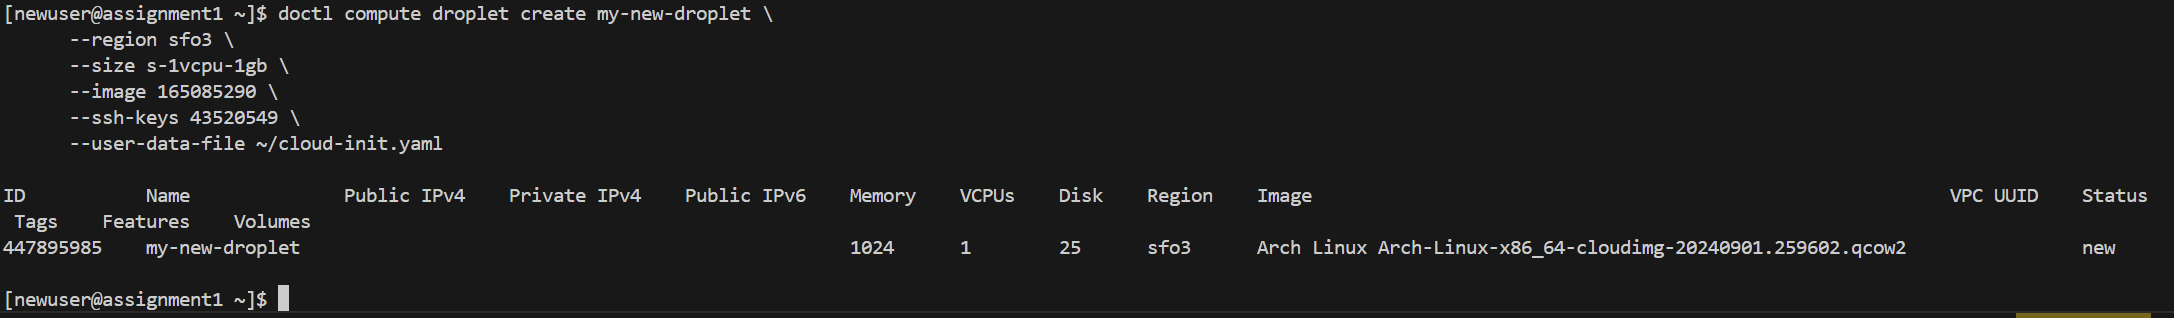 [newuser@assignment1 ~]$ doctl compute droplet create my-new-droplet \
      --region sfo3 \
      --size s-1vcpu-1gb \
      --image 165085290 \
      --ssh-keys 43520549 \
      --user-data-file ~/cloud-init.yaml
ID           Name              Public IPv4    Private IPv4    Public IPv6    Memory    VCPUs    Disk    Region    Image                                                          VPC UUID    Status
 Tags    Features    Volumes
447895985    my-new-droplet                                                  1024      1        25      sfo3      Arch Linux Arch-Linux-x86_64-cloudimg-20240901.259602.qcow2                new
[newuser@assignment1 ~]$